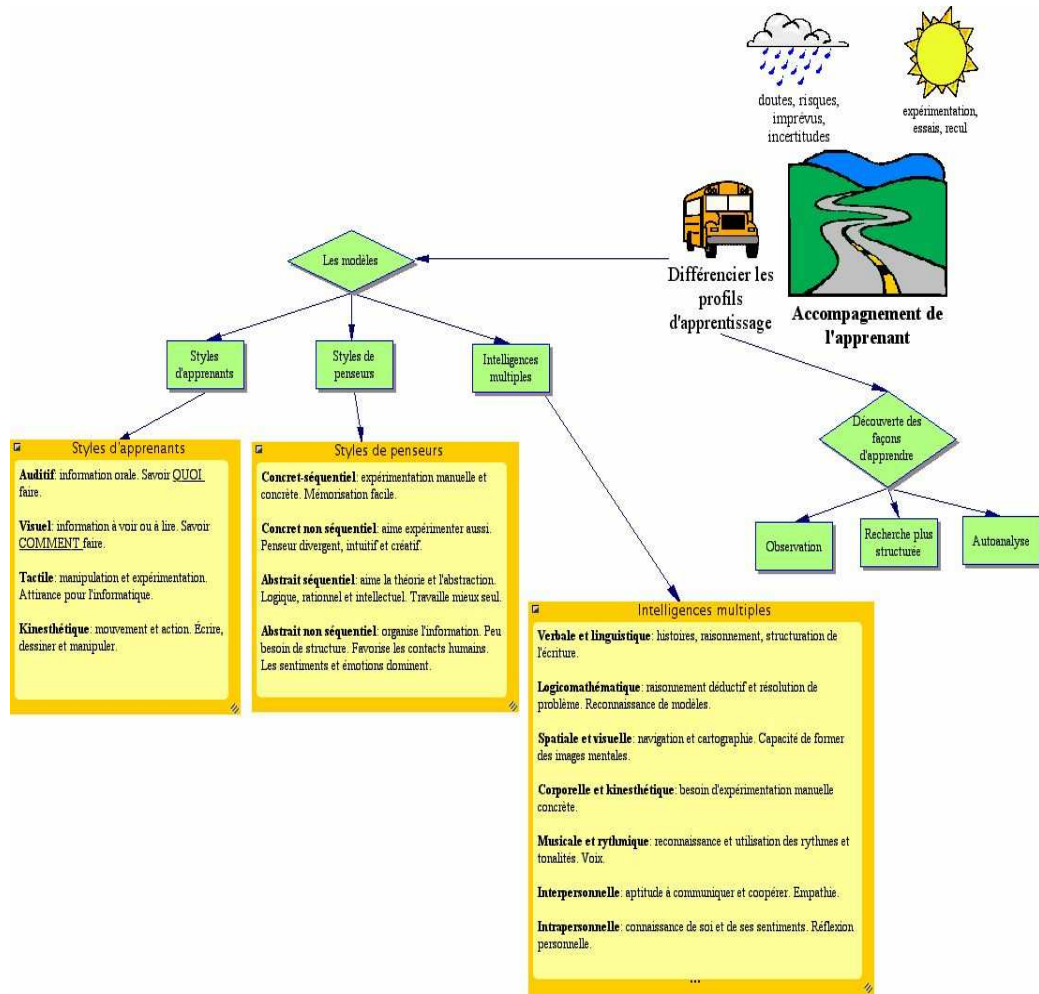 doutes, risques,
imprévus,
incertitudes
expérimentation,
essais, recul
Différencier les
profils
d'apprentissage
Accompagnement de
l'apprenant
Les modèles
Styles
d'apprenants
Styles de
penseurs
Intelligences
multiples
Découverte des
façons
d'apprendre
Observation
Recherche plus
structurée
Autoanalyse
Styles d'apprenants
Auditif: information orale. Savoir QUOI
faire.
Visuel: information à voir ou à lire. Savoir
COMMENT faire.
Tactile: manipulation et expérimentation.
Attirance pour l'informatique.
Kinesthétique: mouvement et action. Écrire,
dessiner et manipuler.
Styles de penseurs
Concret-séquentiel: expérimentation manuelle et
concrète. Mémorisation facile.
Concret non séquentiel: aime expérimenter aussi.
Penseur divergent, intuitif et créatif.
Abstrait séquentiel: aime la théorie et l'abstraction.
Logique, rationnel et intellectuel. Travaille mieux seul.
Abstrait non séquentiel: organise l'information. Peu
besoin de structure. Favorise les contacts humains.
Les sentiments et émotions dominent.
Intelligences multiples
Verbale et linguistique: histoires, raisonnement, structuration de
l'écriture.
Logicomathématique: raisonnement déductif et résolution de
problème. Reconnaissance de modèles.
Spatiale et visuelle: navigation et cartographie. Capacité de former
des images mentales.
Corporelle et kinesthétique: besoin d'expérimentation manuelle
concrète.
Musicale et rythmique: reconnaissance et utilisation des rythmes et
tonalités. Voix.
Interpersonnelle: aptitude à communiquer et coopérer. Empathie.
Intrapersonnelle: connaissance de soi et de ses sentiments. Réflexion
personnelle.
...